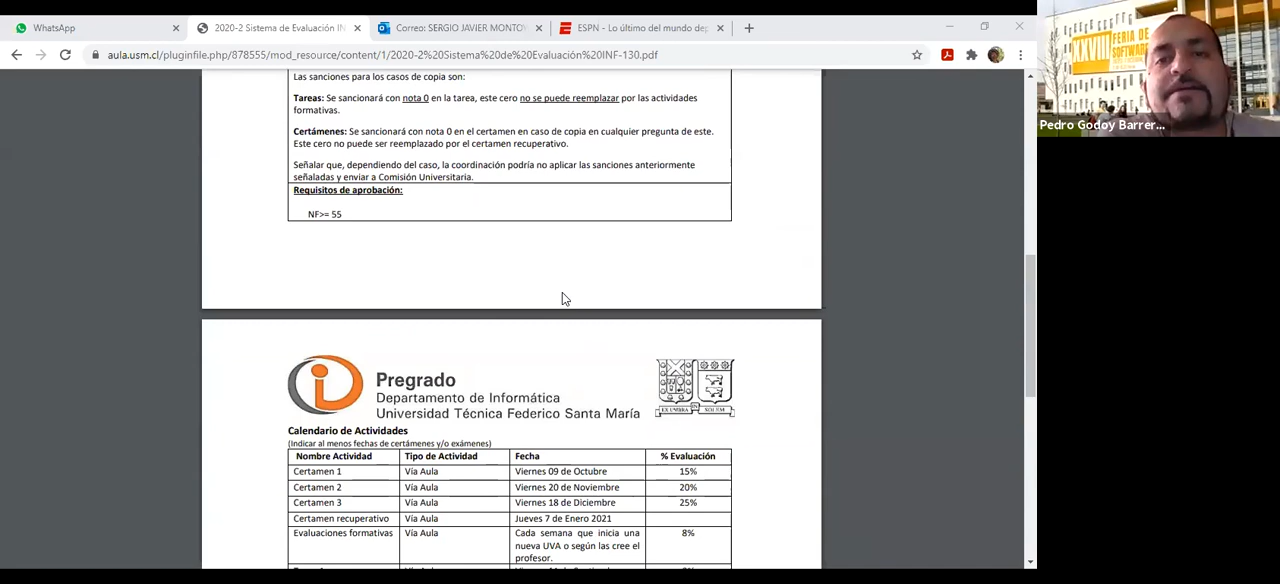 WhatsApp
2020-2 Sistema de Evaluación IN
Correo: SERGIO JAVIER MONTOY
ESPN - Lo último del mundo dep
aula.usm.cl/pluginfile.php/878555/mod_resource/content/1/2020-2%20Sistema%20de%20Evaluación%20INF-130.pdf
XXVIII FERIA DE
SOFTWARE
Pedro Godoy Barrer...
Las sanciones para los casos de copia son:
Tareas: Se sancionará con nota 0 en la tarea, este cero no se puede reemplazar por las actividades
formativas.
Certámenes: Se sancionará con nota 0 en el certamen en caso de copia en cualquier pregunta de este.
Este cero no puede ser reemplazado por el certamen recuperativo.
Señalar que, dependiendo del caso, la coordinación podría no aplicar las sanciones anteriormente
señaladas y enviar a Comisión Universitaria.
Requisitos de aprobación:
NF>= 55
Pregrado
Departamento de Informática
Universidad Técnica Federico Santa María
EX UMBRA IN SOLEM
Calendario de Actividades
(Indicar al menos fechas de certámenes y/o exámenes)
Nombre Actividad Tipo de Actividad Fecha % Evaluación
Certamen 1 Vía Aula Viernes 09 de Octubre 15%
Certamen 2 Vía Aula Viernes 20 de Noviembre 20%
Certamen 3 Vía Aula Viernes 18 de Diciembre 25%
Certamen recuperativo Vía Aula Jueves 7 de Enero 2021
Evaluaciones formativas Vía Aula Cada semana que inicia una 8%
nueva UVA o según las cree el
profesor.